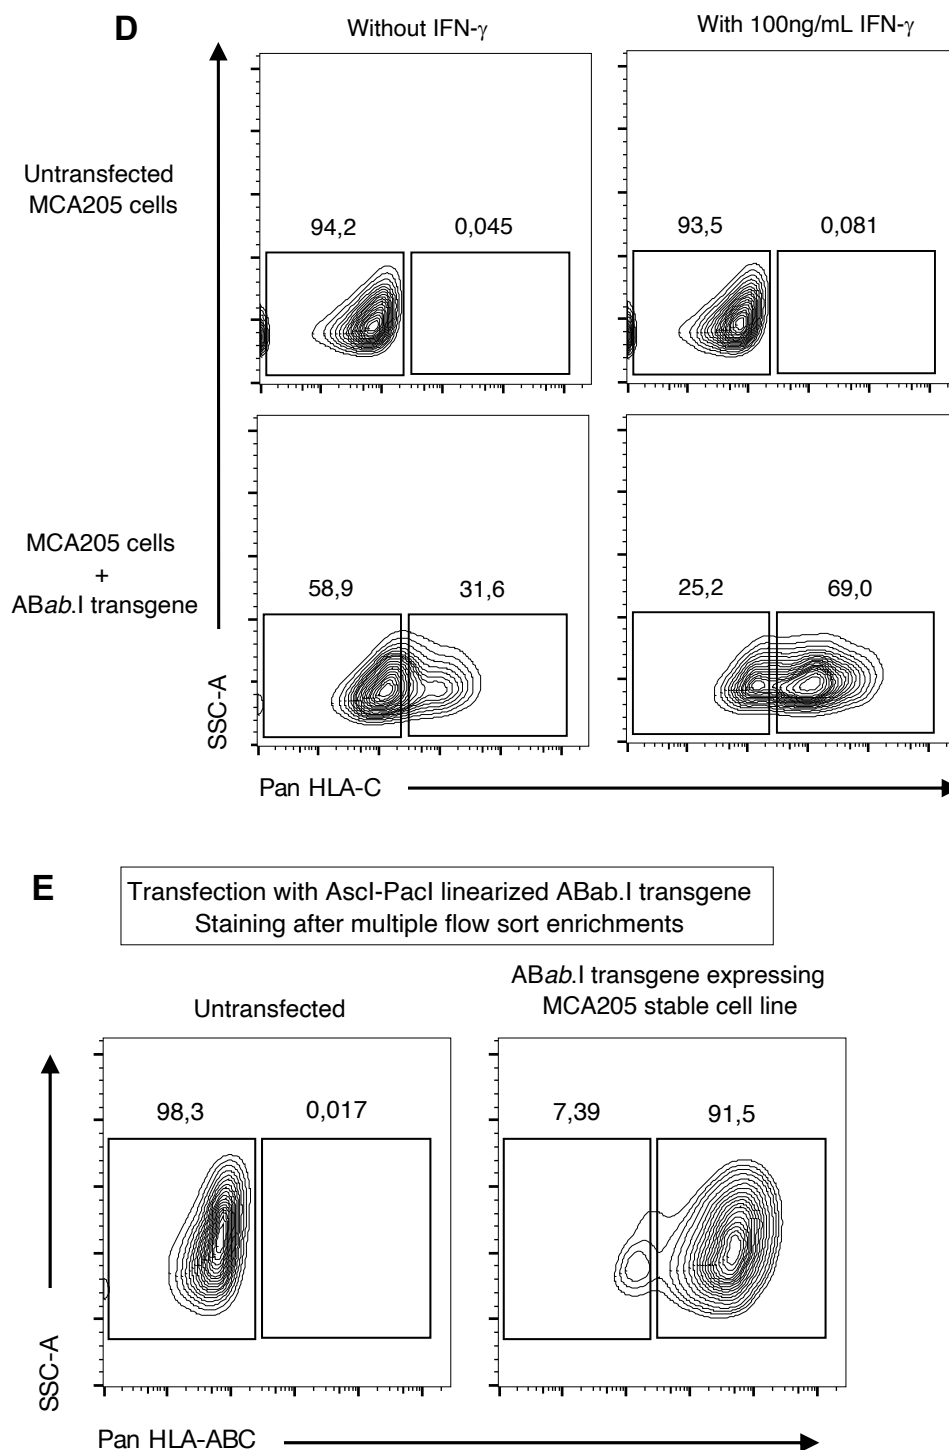 D
Without IFN-γ
With 100ng/mL IFN-γ
Untransfected
MCA205 cells
94,2
0,045
93,5
0,081
MCA205 cells
+
ABab.I transgene
58,9
31,6
25,2
69,0
SSC-A
Pan HLA-C
E
Transfection with AscI-PacI linearized ABab.I transgene
Staining after multiple flow sort enrichments
Untransfected
ABab.I transgene expressing
MCA205 stable cell line
98,3
0,017
7,39
91,5
SSC-A
Pan HLA-ABC